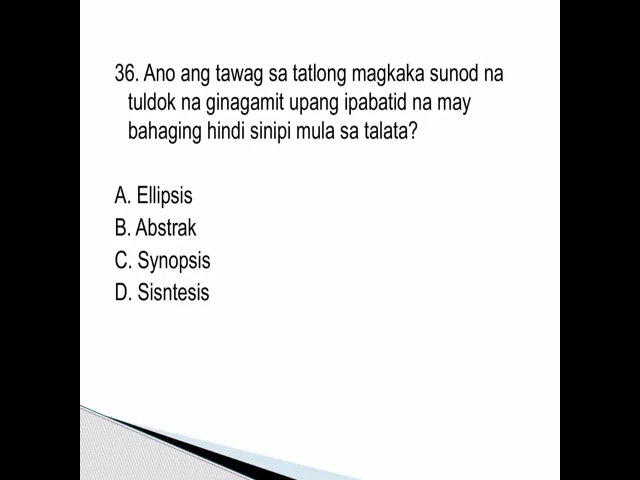 36. Ano ang tawag sa tatlong magkaka sunod na
tuldok na ginagamit upang ipabatid na may
bahaging hindi sinipi mula sa talata?
A. Ellipsis
B. Abstrak
C. Synopsis
D. Sisntesis